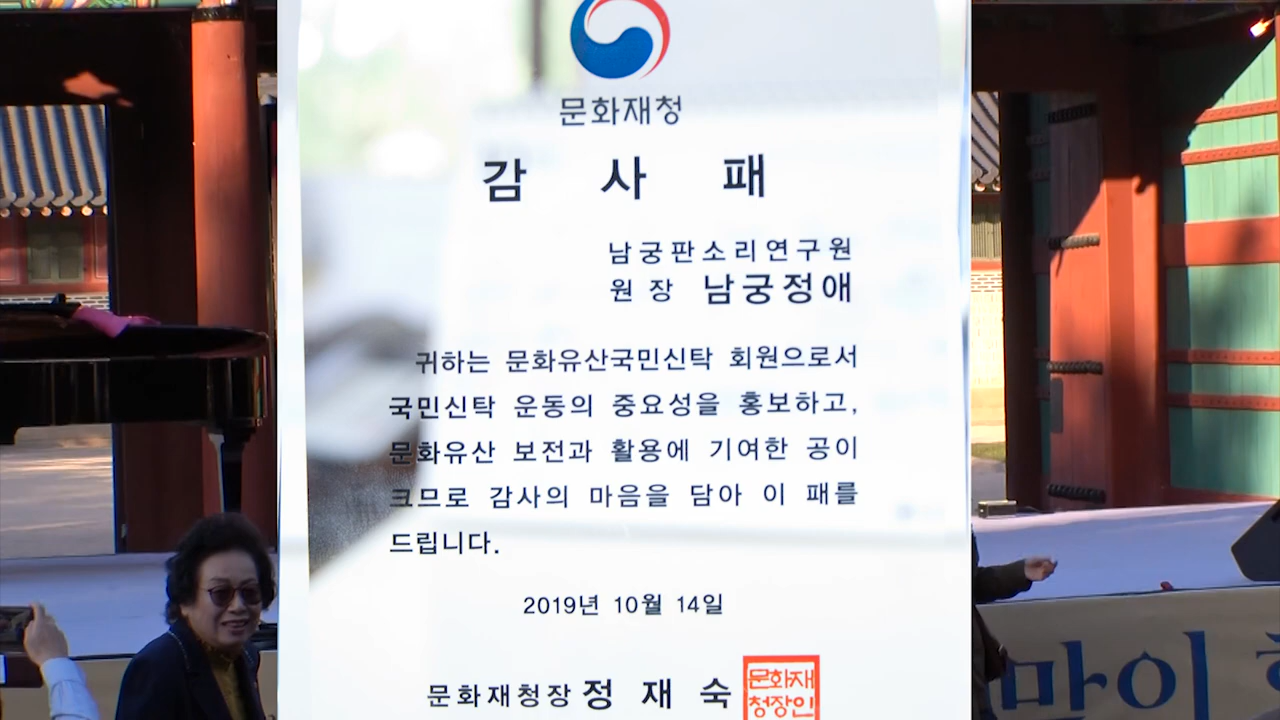 문화재청
감 사 패
남궁판소리연구원
원 장 남궁정애
귀하는 문화유산국민신탁 회원으로서
국민신탁 운동의 중요성을 홍보하고,
문화유산 보전과 활용에 기여한 공이
크므로 감사의 마음을 담아 이 패를
드립니다.
2019년 10월 14일
문화재청장 정 재 숙
문화재
청장인
맞이